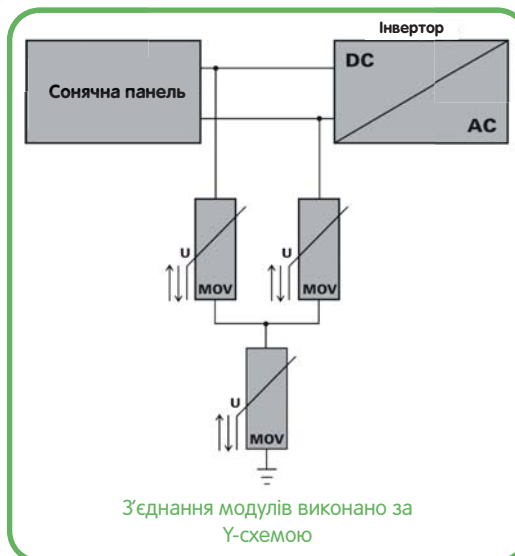 Інвертор
Сонячна панель
DC
AC
U
MOV
U
MOV
U
MOV
З’єднання модулів виконано за
Y-схемою